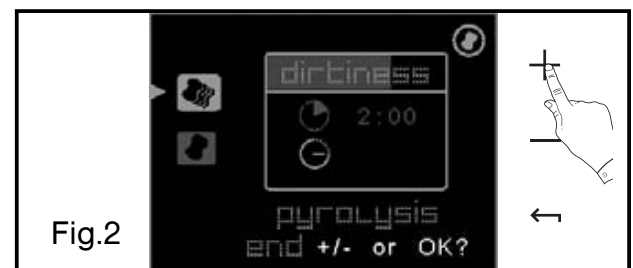 dirtiness
2:00
pyrolysis
end +/- or OK?
Fig.2